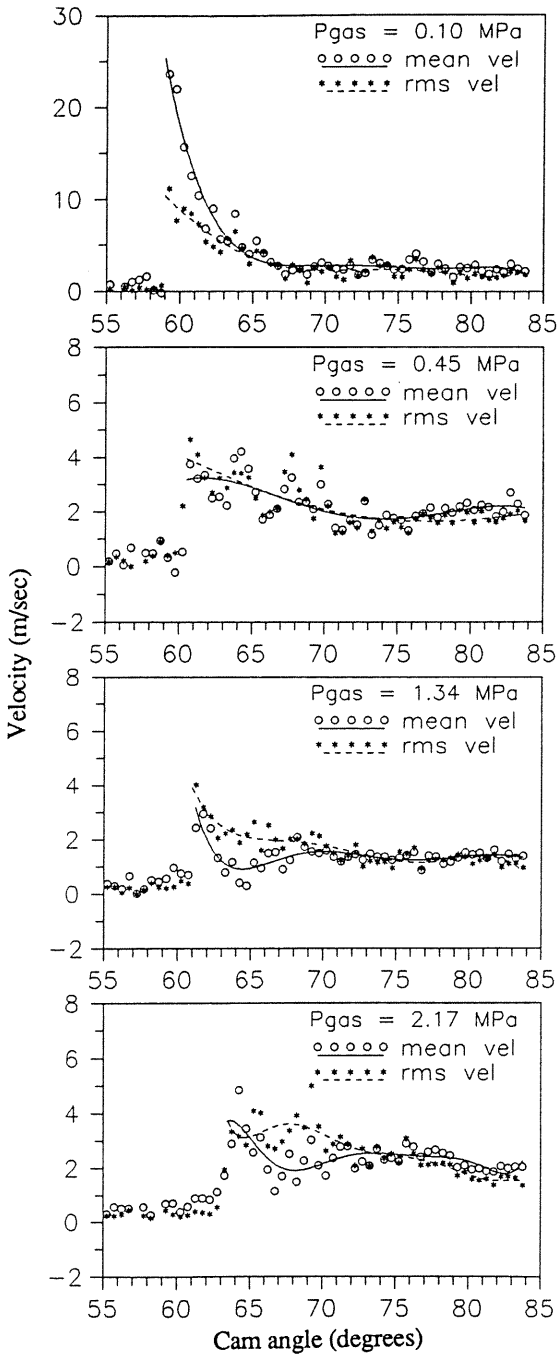 Pgas = 0.10 MPa
mean vel
rms vel
30
20
10
0
55 60 65 70 75 80 85
Pgas = 0.45 MPa
mean vel
rms vel
8
6
4
2
0
−2
55 60 65 70 75 80 85
Pgas = 1.34 MPa
mean vel
rms vel
8
6
4
2
0
−2
55 60 65 70 75 80 85
Pgas = 2.17 MPa
mean vel
rms vel
8
6
4
2
0
−2
55 60 65 70 75 80 85
Velocity (m/sec)
Cam angle (degrees)